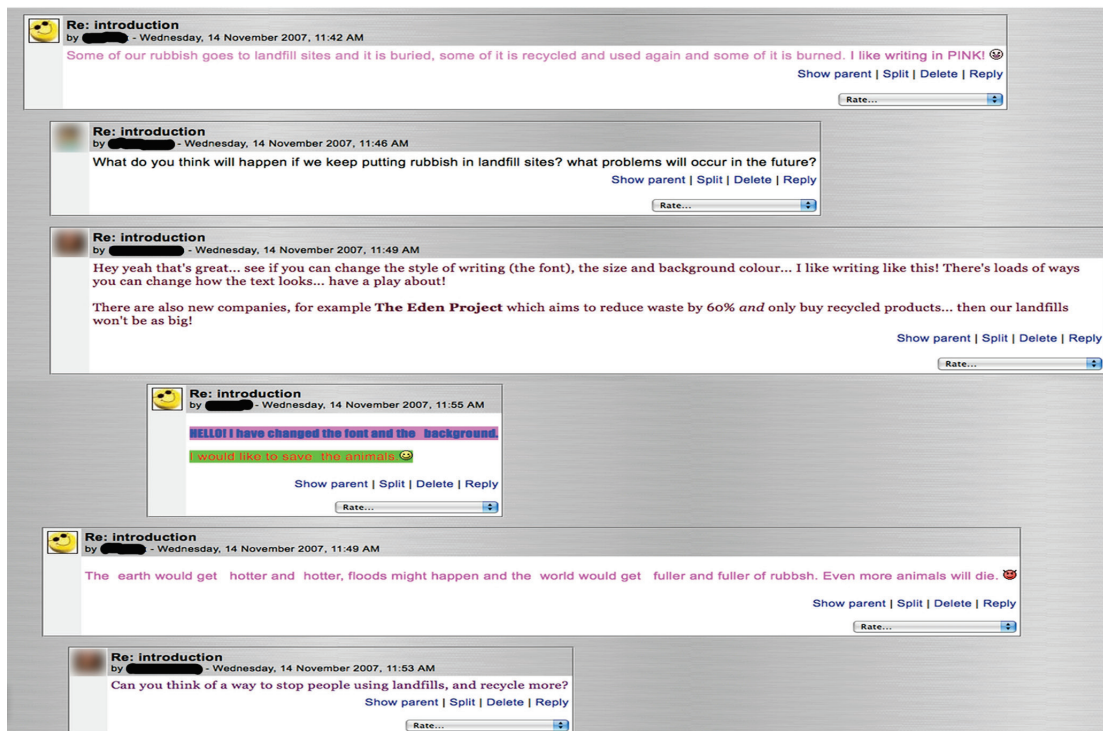 Re: introduction
by - Wednesday, 14 November 2007, 11:42 AM
Some of our rubbish goes to landfill sites and it is buried, some of it is recycled and used again and some of it is burned. I like writing in PINK!
Show parent | Split | Delete | Reply
Rate...
Re: introduction
by - Wednesday, 14 November 2007, 11:46 AM
What do you think will happen if we keep putting rubbish in landfill sites? what problems will occur in the future?
Show parent | Split | Delete | Reply
Rate...
Re: introduction
by - Wednesday, 14 November 2007, 11:49 AM
Hey yeah that's great... see if you can change the style of writing (the font), the size and background colour... I like writing like this! There's loads of ways
you can change how the text looks... have a play about!
There are also new companies, for example The Eden Project which aims to reduce waste by 60% and only buy recycled products... then our landfills
won't be as big!
Show parent | Split | Delete | Reply
Rate...
Re: introduction
by - Wednesday, 14 November 2007, 11:55 AM
HELLO! I have changed the font and the background.
I would like to save the animals.
Show parent | Split | Delete | Reply
Rate...
Re: introduction
by - Wednesday, 14 November 2007, 11:49 AM
The earth would get hotter and hotter, floods might happen and the world would get fuller and fuller of rubbsh. Even more animals will die.
Show parent | Split | Delete | Reply
Rate...
Re: introduction
by - Wednesday, 14 November 2007, 11:53 AM
Can you think of a way to stop people using landfills, and recycle more?
Show parent | Split | Delete | Reply
Rate...